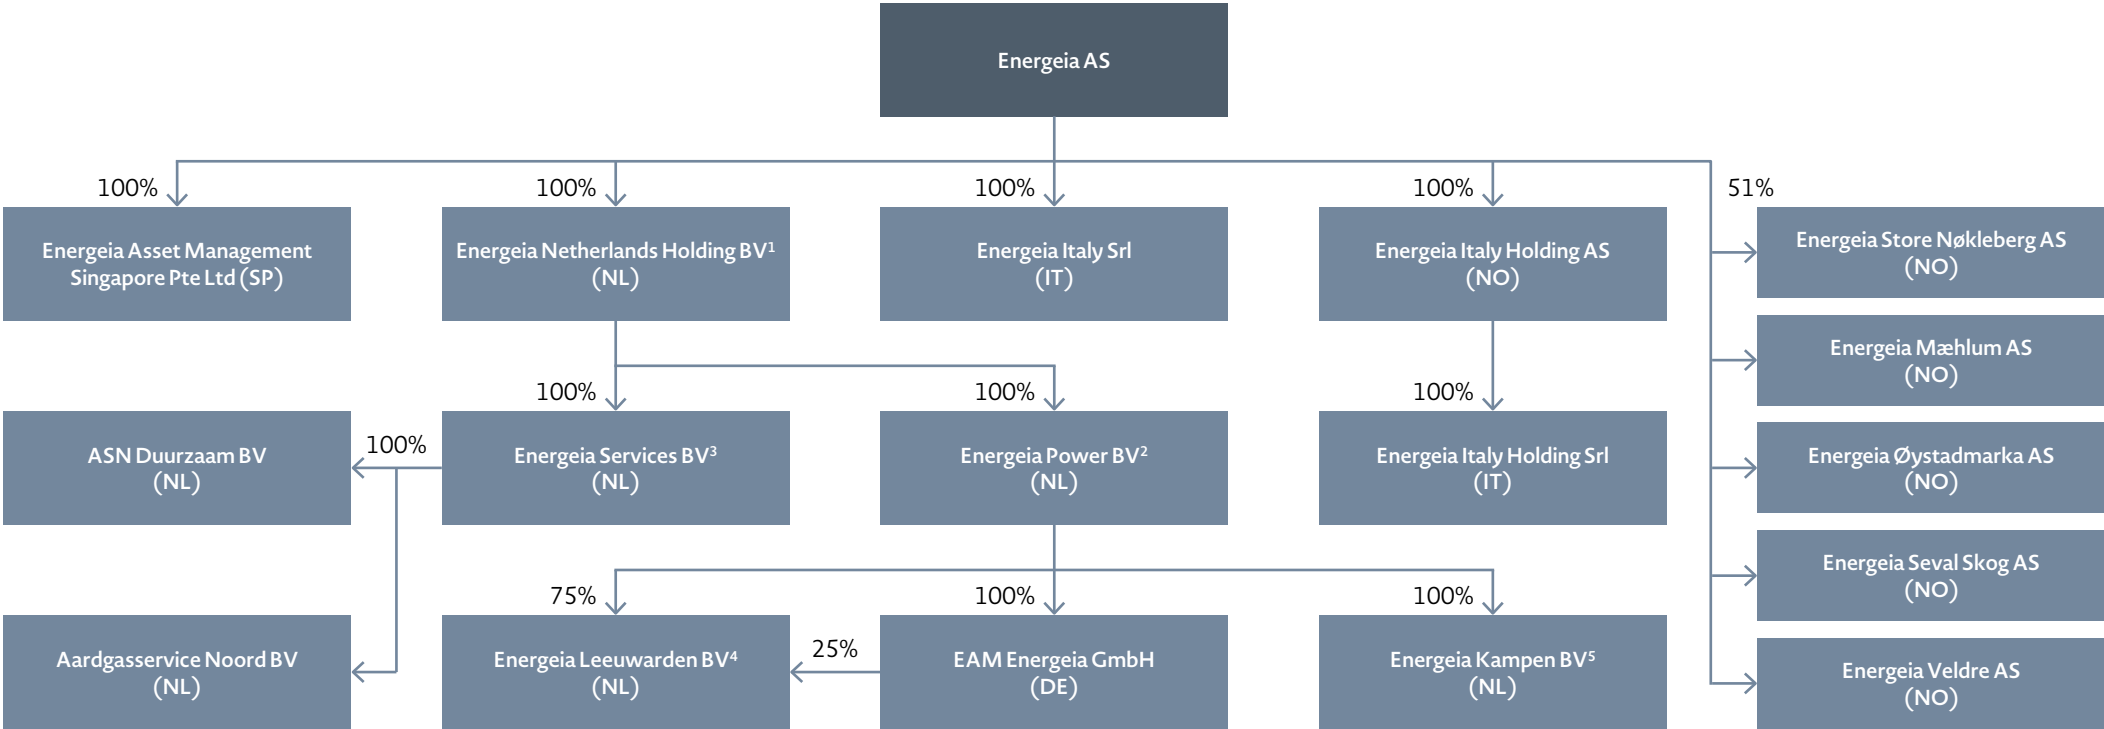 Energeia AS
100%
100%
100%
100%
51%
Energeia Asset Management
Singapore Pte Ltd (SP)
Energeia Netherlands Holding BV¹
(NL)
Energeia Italy Srl
(IT)
Energeia Italy Holding AS
(NO)
Energeia Store Nøkleberg AS
(NO)
Energeia Mæhlum AS
(NO)
100%
100%
100%
ASN Duurzaam BV
(NL)
100%
Energeia Services BV³
(NL)
Energeia Power BV²
(NL)
Energeia Italy Holding Srl
(IT)
Energeia Øystadmarka AS
(NO)
Energeia Seval Skog AS
(NO)
75%
100%
100%
Aardgasservice Noord BV
(NL)
Energeia Leeuwarden BV⁴
(NL)
25%
EAM Energeia GmbH
(DE)
Energeia Kampen BV⁵
(NL)
Energeia Veldre AS
(NO)